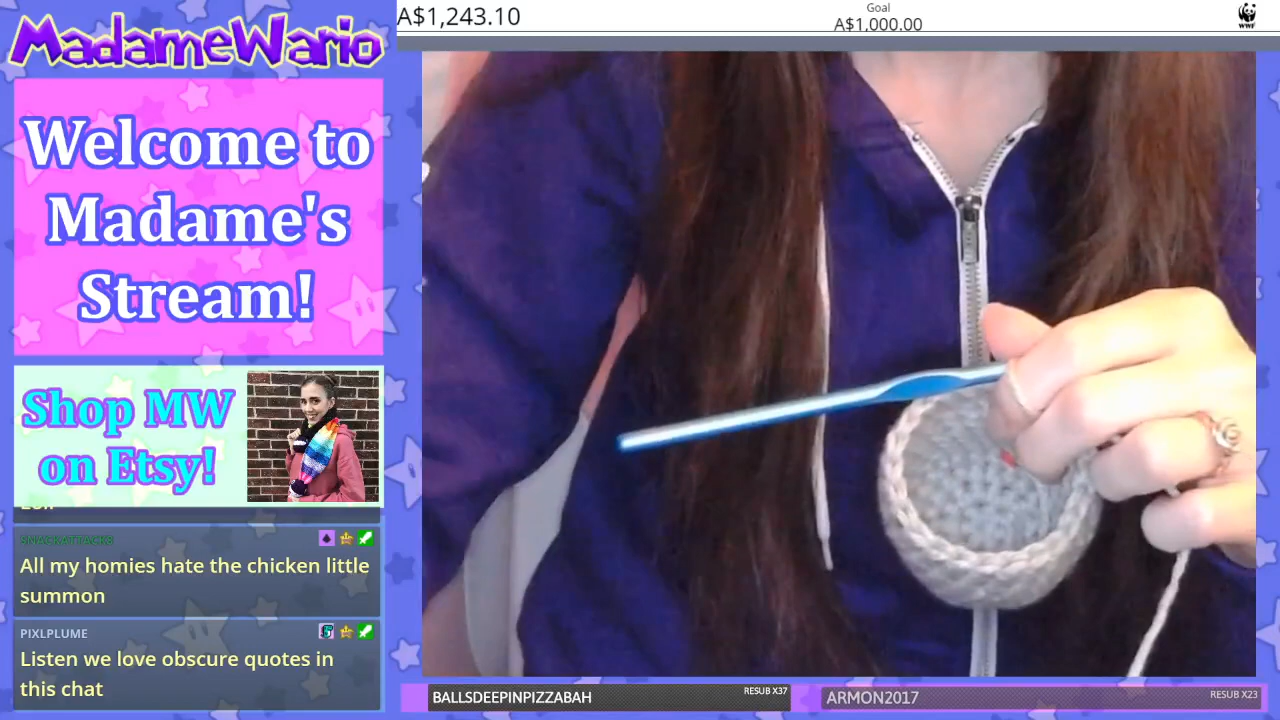 MadameWario
A$1,243.10
Goal
A$1,000.00
WWF
Welcome to
Madame's
Stream!
Shop MW
on Etsy!
SNACKATTACK8
All my homies hate the chicken little
summon
PIXLPLUME
Listen we love obscure quotes in
this chat
BALLSDEEPINPIZZABAH
RESUB X37
ARMON2017
RESUB X23